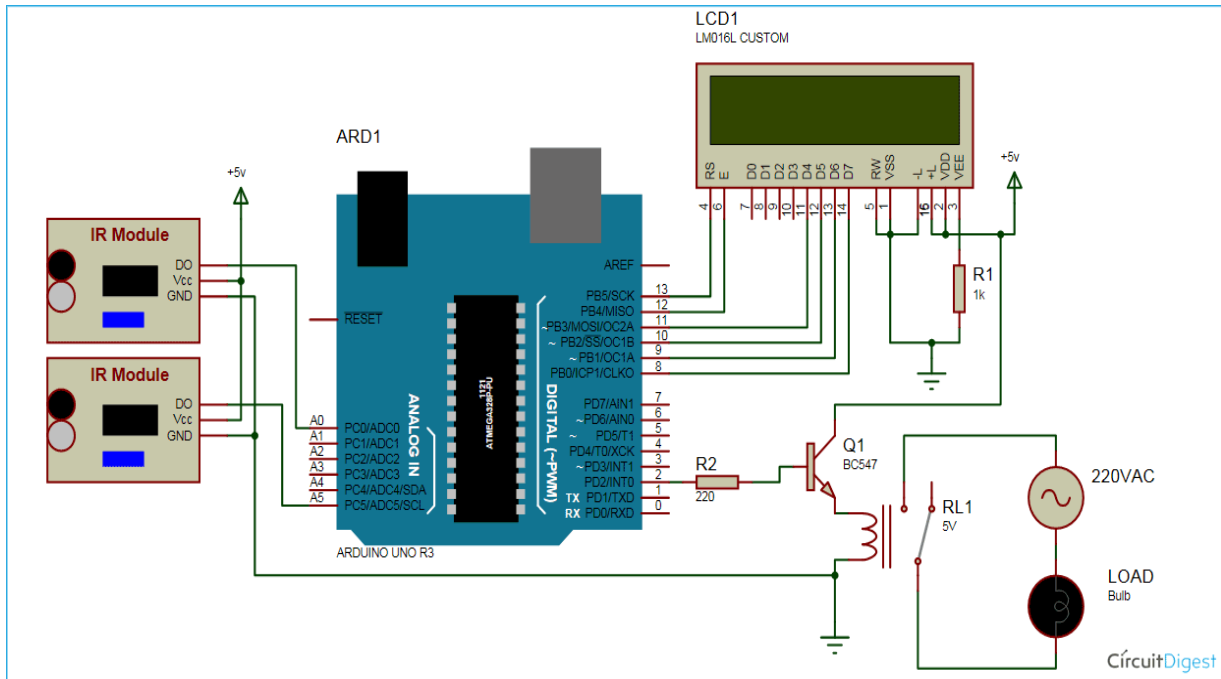 LCD1
LM016L CUSTOM
RS
E
D0
D1
D2
D3
D4
D5
D6
D7
RW
VSS
-L
+L
VDD
VEE
4
6
7
8
9
10
11
12
13
14
5
1
16
2
3
+5v
R1
1k
ARD1
+5v
IR Module
DO
Vcc
GND
IR Module
DO
Vcc
GND
RESET
AREF
PB5/SCK 13
PB4/MISO 12
~PB3/MOSI/OC2A 11
~ PB2/SS/OC1B 10
~ PB1/OC1A 9
PB0/ICP1/CLKO 8
PD7/AIN1 7
~ PD6/AIN0 6
~ PD5/T1 5
PD4/T0/XCK 4
~PD3/INT1 3
PD2/INT0 2
TX PD1/TXD 1
RX PD0/RXD 0
1121
ATMEGA328P-PU
DIGITAL (~PWM)
ANALOG IN
A0 PC0/ADC0
A1 PC1/ADC1
A2 PC2/ADC2
A3 PC3/ADC3
A4 PC4/ADC4/SDA
A5 PC5/ADC5/SCL
ARDUINO UNO R3
R2
220
Q1
BC547
RL1
5V
220VAC
LOAD
Bulb
CírcuitDigest